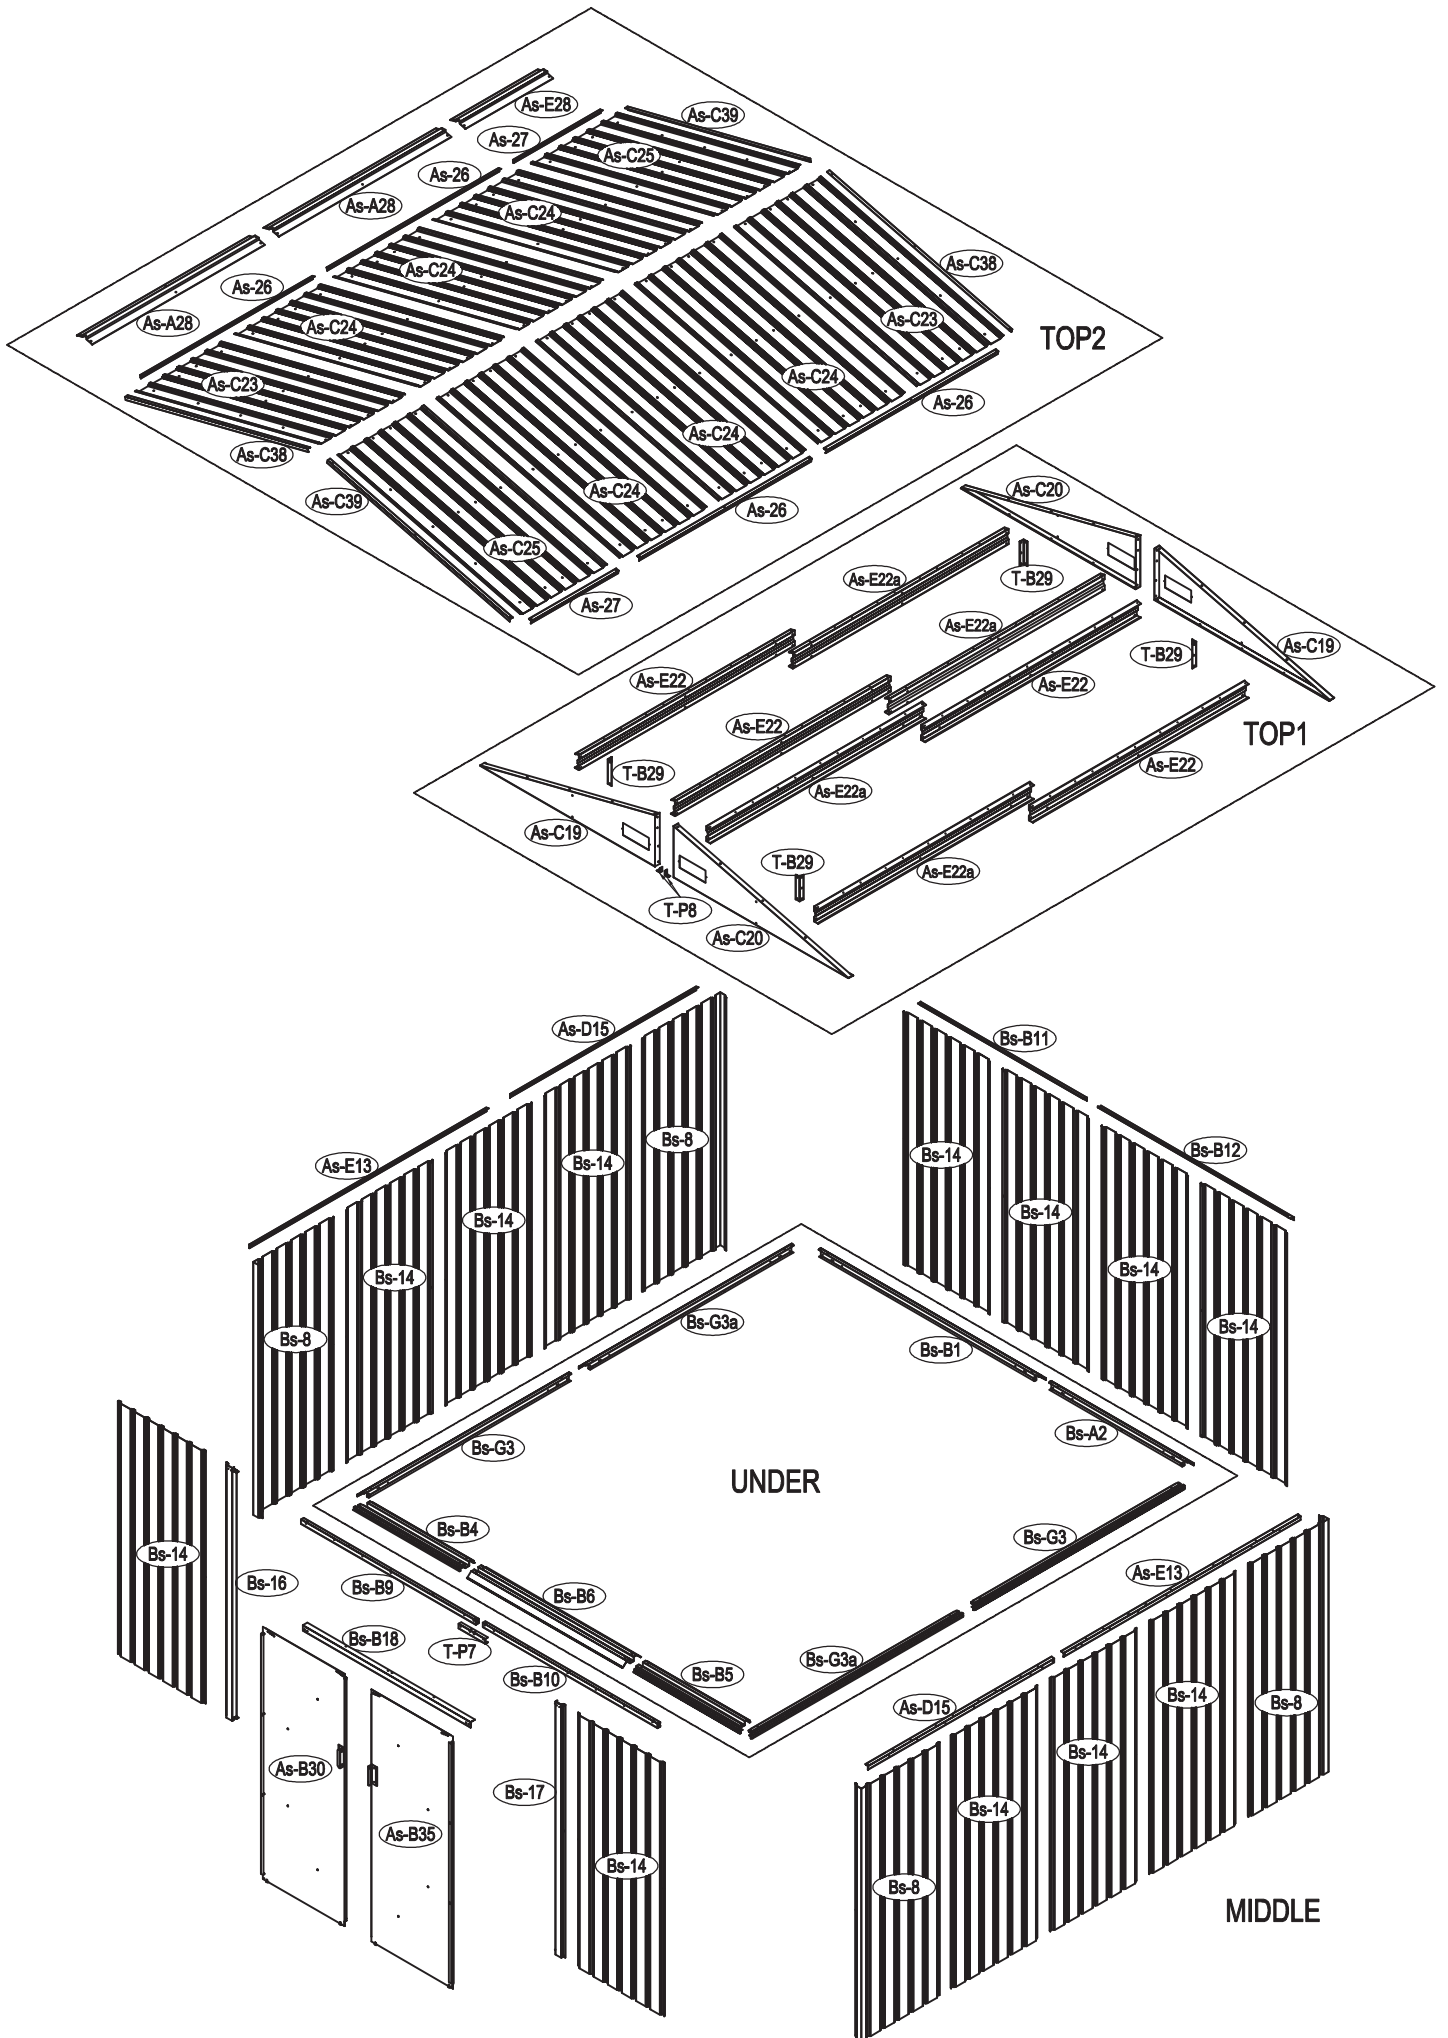 As-E28
As-C39
As-27
As-C25
As-26
As-A28
As-C24
As-C38
As-C24
As-26
As-A28
As-C24
As-C23
TOP2
As-C23
As-C24
As-26
As-C24
As-C38
As-C39
As-C24
As-26
As-C20
As-C25
As-E22a
T-B29
As-27
As-E22a
As-C19
T-B29
As-E22
As-E22
As-E22
TOP1
T-B29
As-E22
As-E22a
As-C19
T-B29
As-E22a
T-P8
As-C20
As-D15
Bs-B11
Bs-8
Bs-B12
As-E13
Bs-14
Bs-14
Bs-14
Bs-14
Bs-14
Bs-14
Bs-G3a
Bs-14
Bs-8
Bs-B1
Bs-A2
Bs-G3
UNDER
Bs-B4
Bs-G3
Bs-14
As-E13
Bs-16
Bs-B9
Bs-B6
Bs-B18
T-P7
Bs-G3a
Bs-B10
Bs-B5
Bs-14
Bs-8
As-D15
Bs-14
As-B30
Bs-17
Bs-14
As-B35
Bs-14
Bs-8
MIDDLE